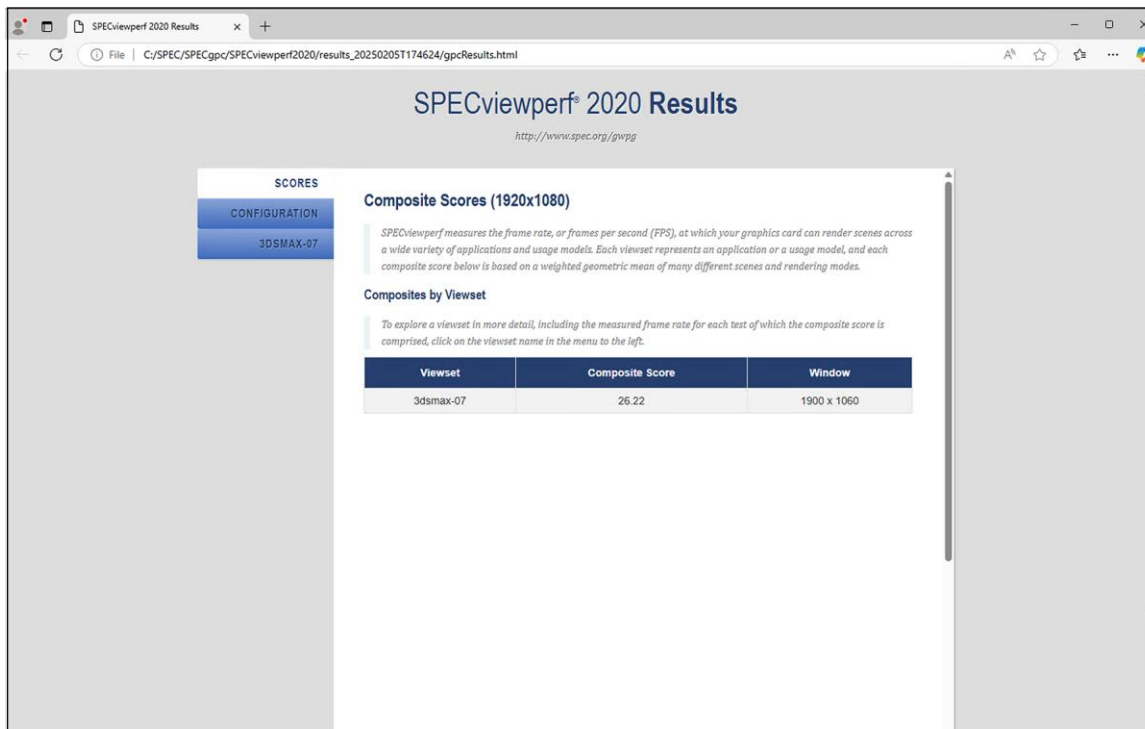 SPECviewperf 2020 Results
File | C:/SPEC/SPECgpc/SPECviewperf2020/results_20250205T174624/gpcResults.html
SPECviewperf® 2020 Results
http://www.spec.org/gwpg
SCORES
CONFIGURATION
3DSMAX-07
Composite Scores (1920x1080)
SPECviewperf measures the frame rate, or frames per second (FPS), at which your graphics card can render scenes across
a wide variety of applications and usage models. Each viewset represents an application or a usage model, and each
composite score below is based on a weighted geometric mean of many different scenes and rendering modes.
Composites by Viewset
To explore a viewset in more detail, including the measured frame rate for each test of which the composite score is
comprised, click on the viewset name in the menu to the left.
Viewset Composite Score Window
3dsmax-07 26.22 1900 x 1060